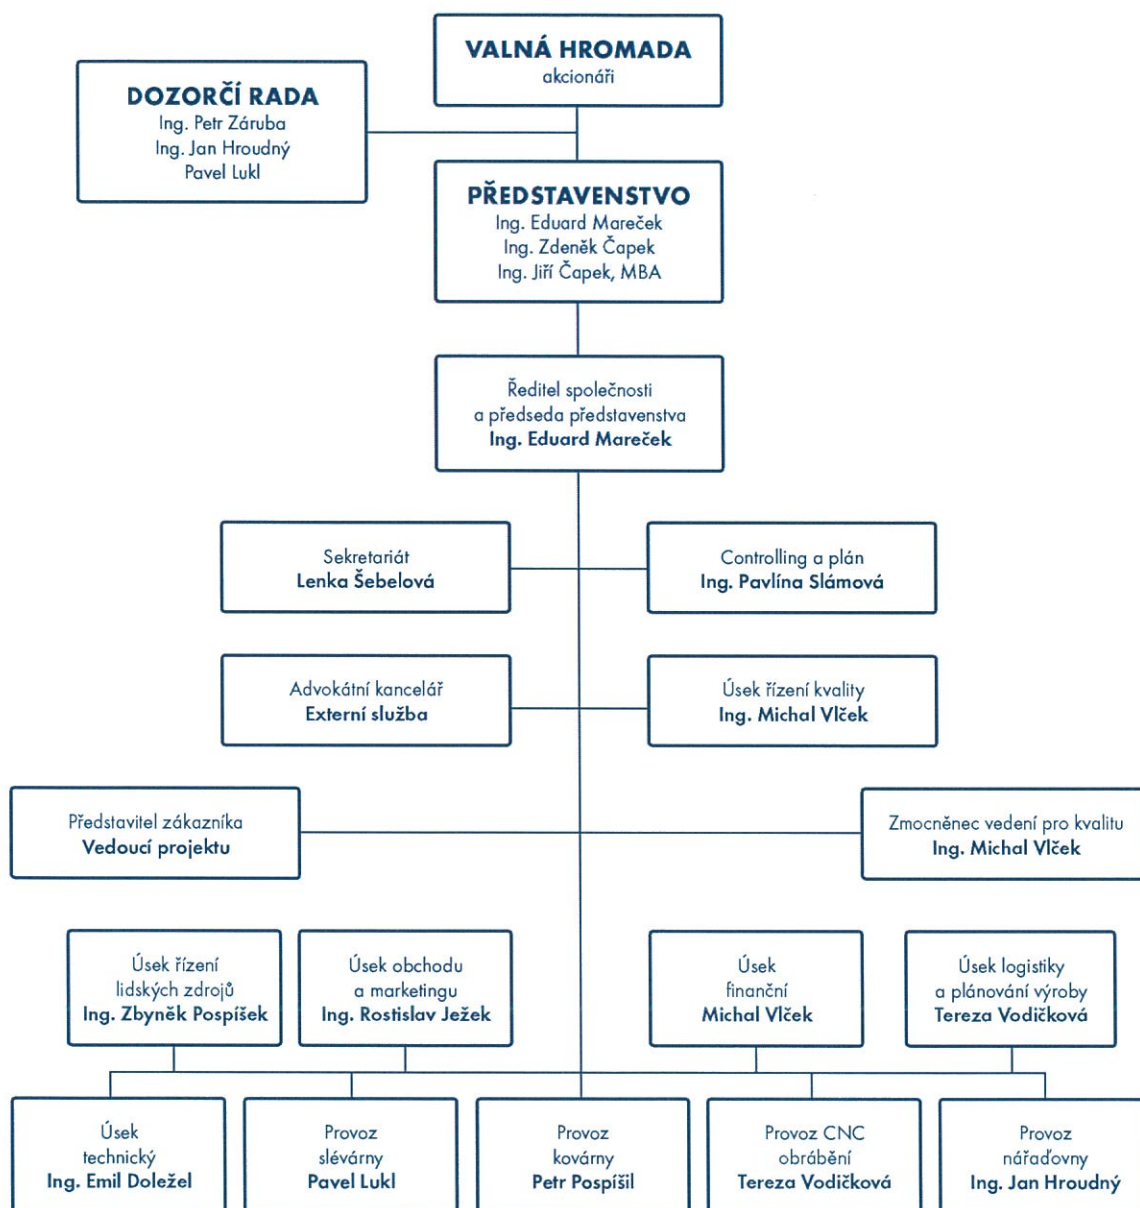 VALNÁ HROMADA
akcionáři
DOZORČÍ RADA
Ing. Petr Záruba
Ing. Jan Hroudný
Pavel Lukl
PŘEDSTAVENSTVO
Ing. Eduard Mareček
Ing. Zdeněk Čapek
Ing. Jiří Čapek, MBA
Ředitel společnosti
a předseda představenstva
Ing. Eduard Mareček
Sekretariát
Lenka Šebelová
Controlling a plán
Ing. Pavlína Slámová
Advokátní kancelář
Externí služba
Úsek řízení kvality
Ing. Michal Vlček
Představitel zákazníka
Vedoucí projektu
Zmocněnec vedení pro kvalitu
Ing. Michal Vlček
Úsek řízení
lidských zdrojů
Ing. Zbyněk Pospíšek
Úsek obchodu
a marketingu
Ing. Rostislav Ježek
Úsek
finanční
Michal Vlček
Úsek logistiky
a plánování výroby
Tereza Vodičková
Úsek
technický
Ing. Emil Doležel
Provoz
slévárny
Pavel Lukl
Provoz
kovárny
Petr Pospíšil
Provoz CNC
obrábění
Tereza Vodičková
Provoz
nářaďovny
Ing. Jan Hroudný